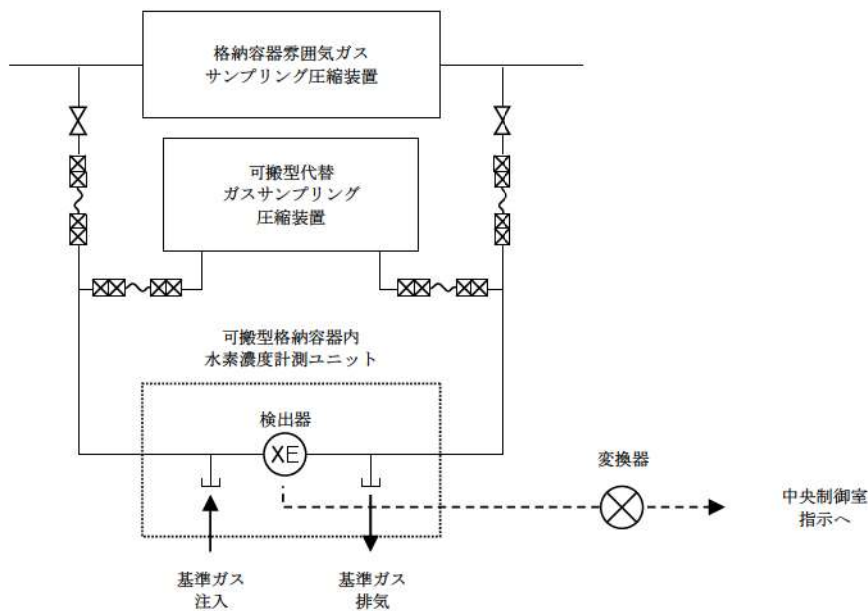 格納容器雰囲気ガス
サンプリング圧縮装置
可搬型代替
ガスサンプリング
圧縮装置
可搬型格納容器内
水素濃度計測ユニット
検出器
XE
変換器
中央制御室
指示へ
基準ガス
注入
基準ガス
排気